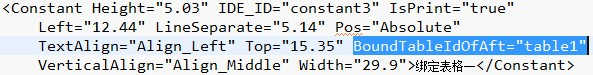 <Constant Height="5.03" IDE_ID="constant3" IsPrint="true"
Left="12.44" LineSeparate="5.14" Pos="Absolute"
TextAlign="Align_Left" Top="15.35" BoundTableIdOfAft="table1"
VerticalAlign="Align_Middle" Width="29.9">绑定表格一</Constant>